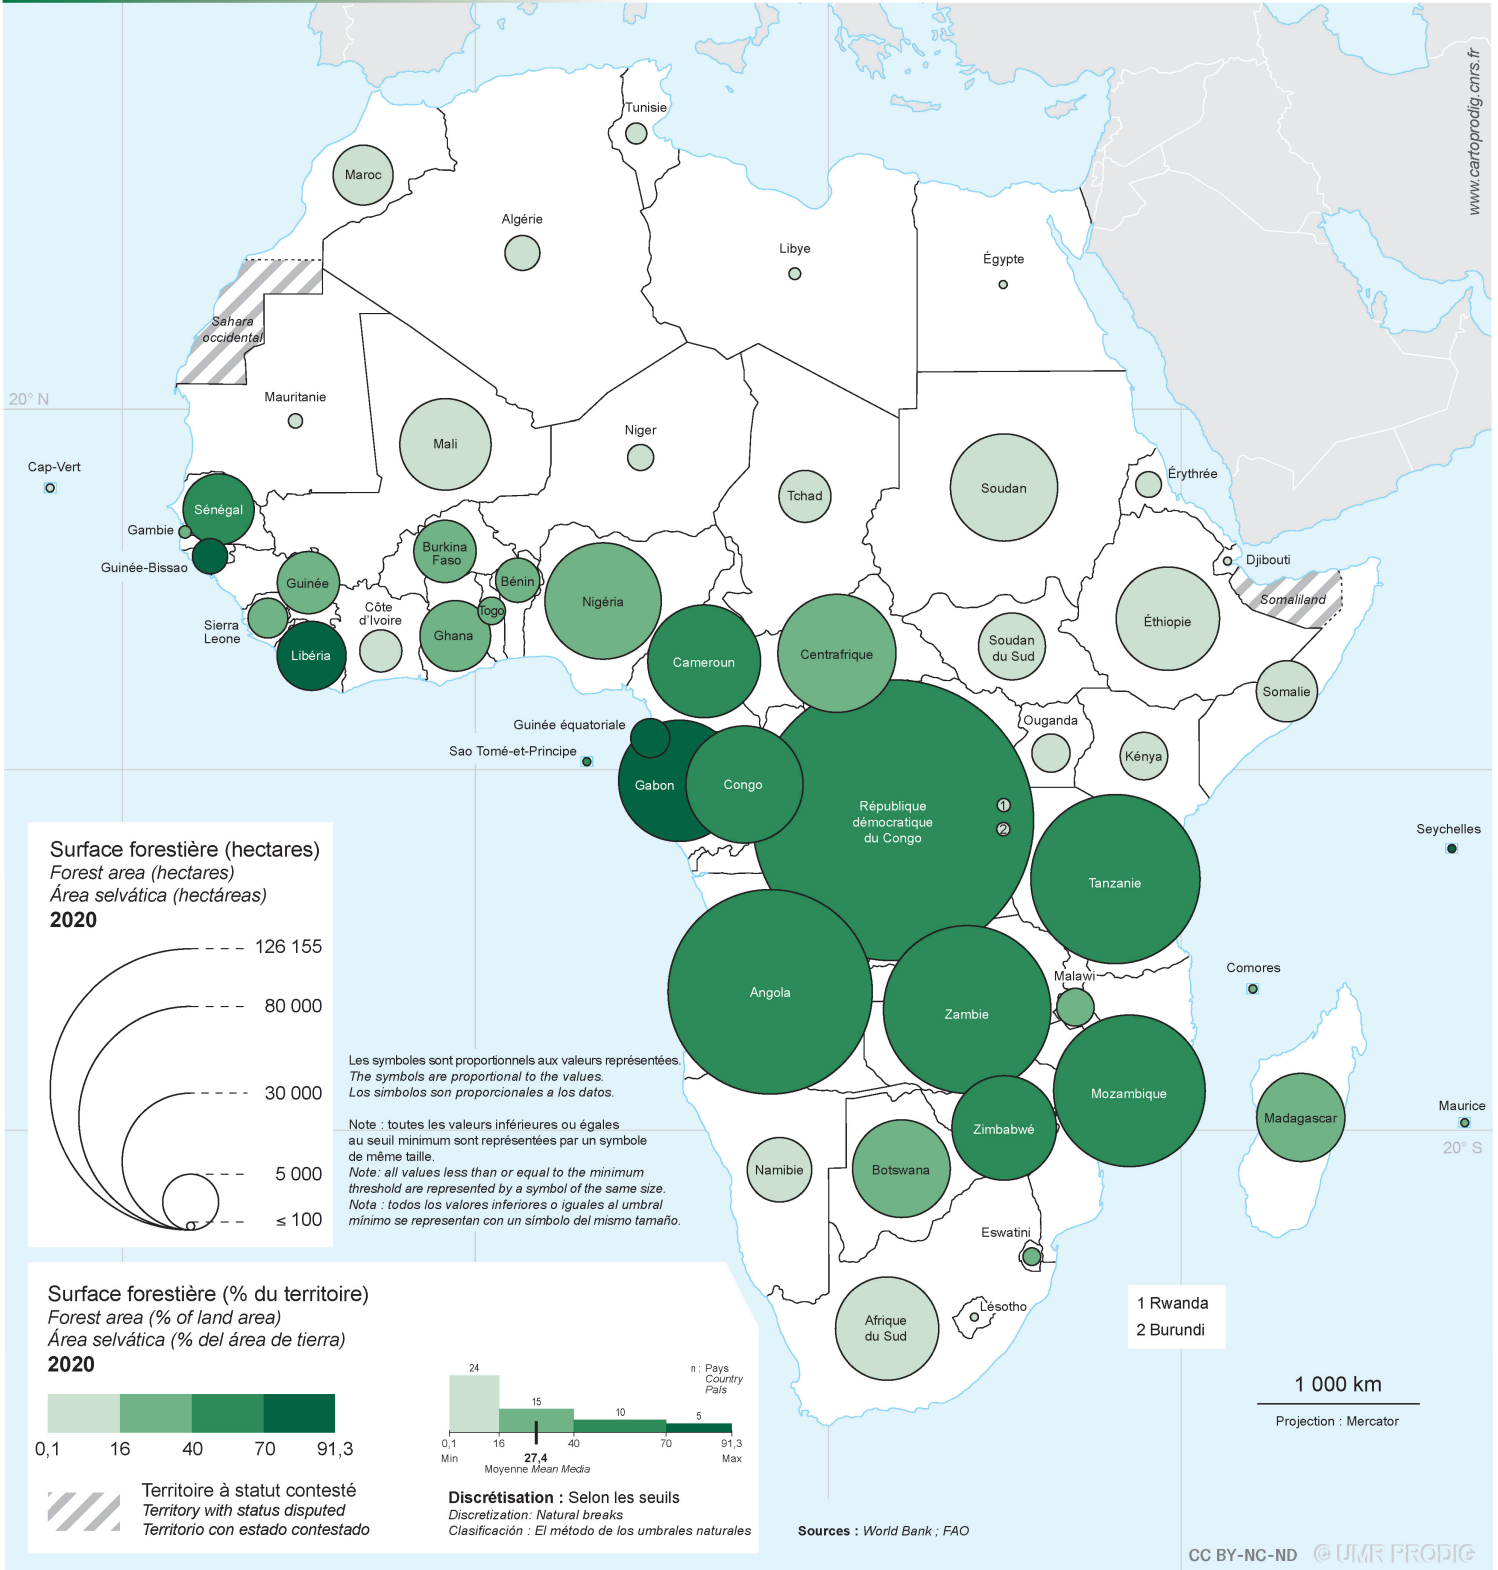 www.cartoprodig.cnrs.fr
Tunisie
Maroc
Algérie
Libye
Égypte
Sahara
occidental
20° N
Mauritanie
Mali
Niger
Tchad
Soudan
Érythrée
Cap-Vert
Sénégal
Gambie
Guinée-Bissao
Guinée
Sierra
Leone
Libéria
Côte
d'Ivoire
Burkina
Faso
Ghana
Togo
Bénin
Nigéria
Cameroun
Centrafrique
Soudan
du Sud
Éthiopie
Djibouti
Somaliland
Somalie
Ouganda
Kénya
Guinée équatoriale
Sao Tomé-et-Principe
Gabon
Congo
République
démocratique
du Congo
1
2
Tanzanie
Seychelles
Angola
Zambie
Malawi
Comores
Mozambique
Madagascar
Maurice
20° S
Zimbabwé
Botswana
Namibie
Eswatini
Lésotho
Afrique
du Sud
Surface forestière (hectares)
Forest area (hectares)
Área selvática (hectáreas)
2020
126 155
80 000
30 000
5 000
≤ 100
Les symboles sont proportionnels aux valeurs représentées.
The symbols are proportional to the values.
Los símbolos son proporcionales a los datos.
Note : toutes les valeurs inférieures ou égales
au seuil minimum sont représentées par un symbole
de même taille.
Note: all values less than or equal to the minimum
threshold are represented by a symbol of the same size.
Nota : todos los valores inferiores o iguales al umbral
mínimo se representan con un símbolo del mismo tamaño.
Surface forestière (% du territoire)
Forest area (% of land area)
Área selvática (% del área de tierra)
2020
0,1 16 40 70 91,3
Territoire à statut contesté
Territory with status disputed
Territorio con estado contestado
24
15
10
5
n : Pays
Country
País
0,1 16 40 70 91,3
Min 27,4 Max
Moyenne Mean Media
Discrétisation : Selon les seuils
Discretization: Natural breaks
Clasificación : El método de los umbrales naturales
Sources : World Bank ; FAO
1 Rwanda
2 Burundi
1 000 km
Projection : Mercator
CC BY-NC-ND © UMR PRODIG